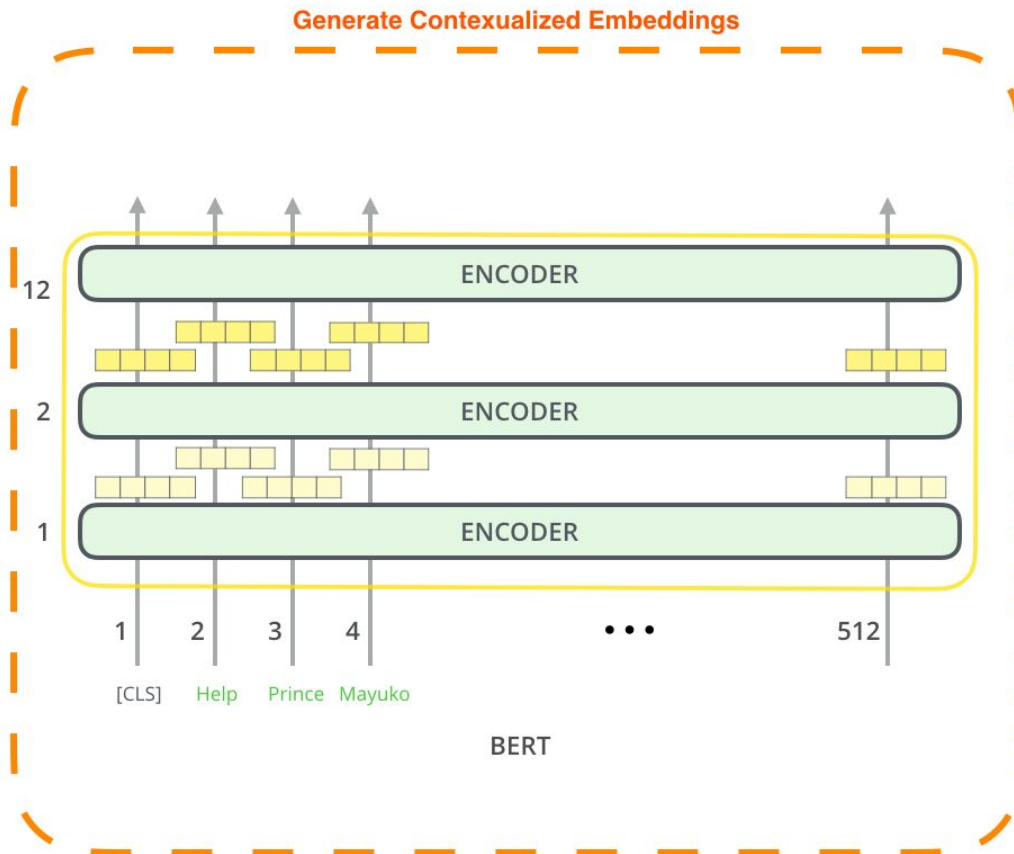 Generate Contexualized Embeddings
12 ENCODER
2 ENCODER
1 ENCODER
1 2 3 4 ••• 512
[CLS] Help Prince Mayuko
BERT